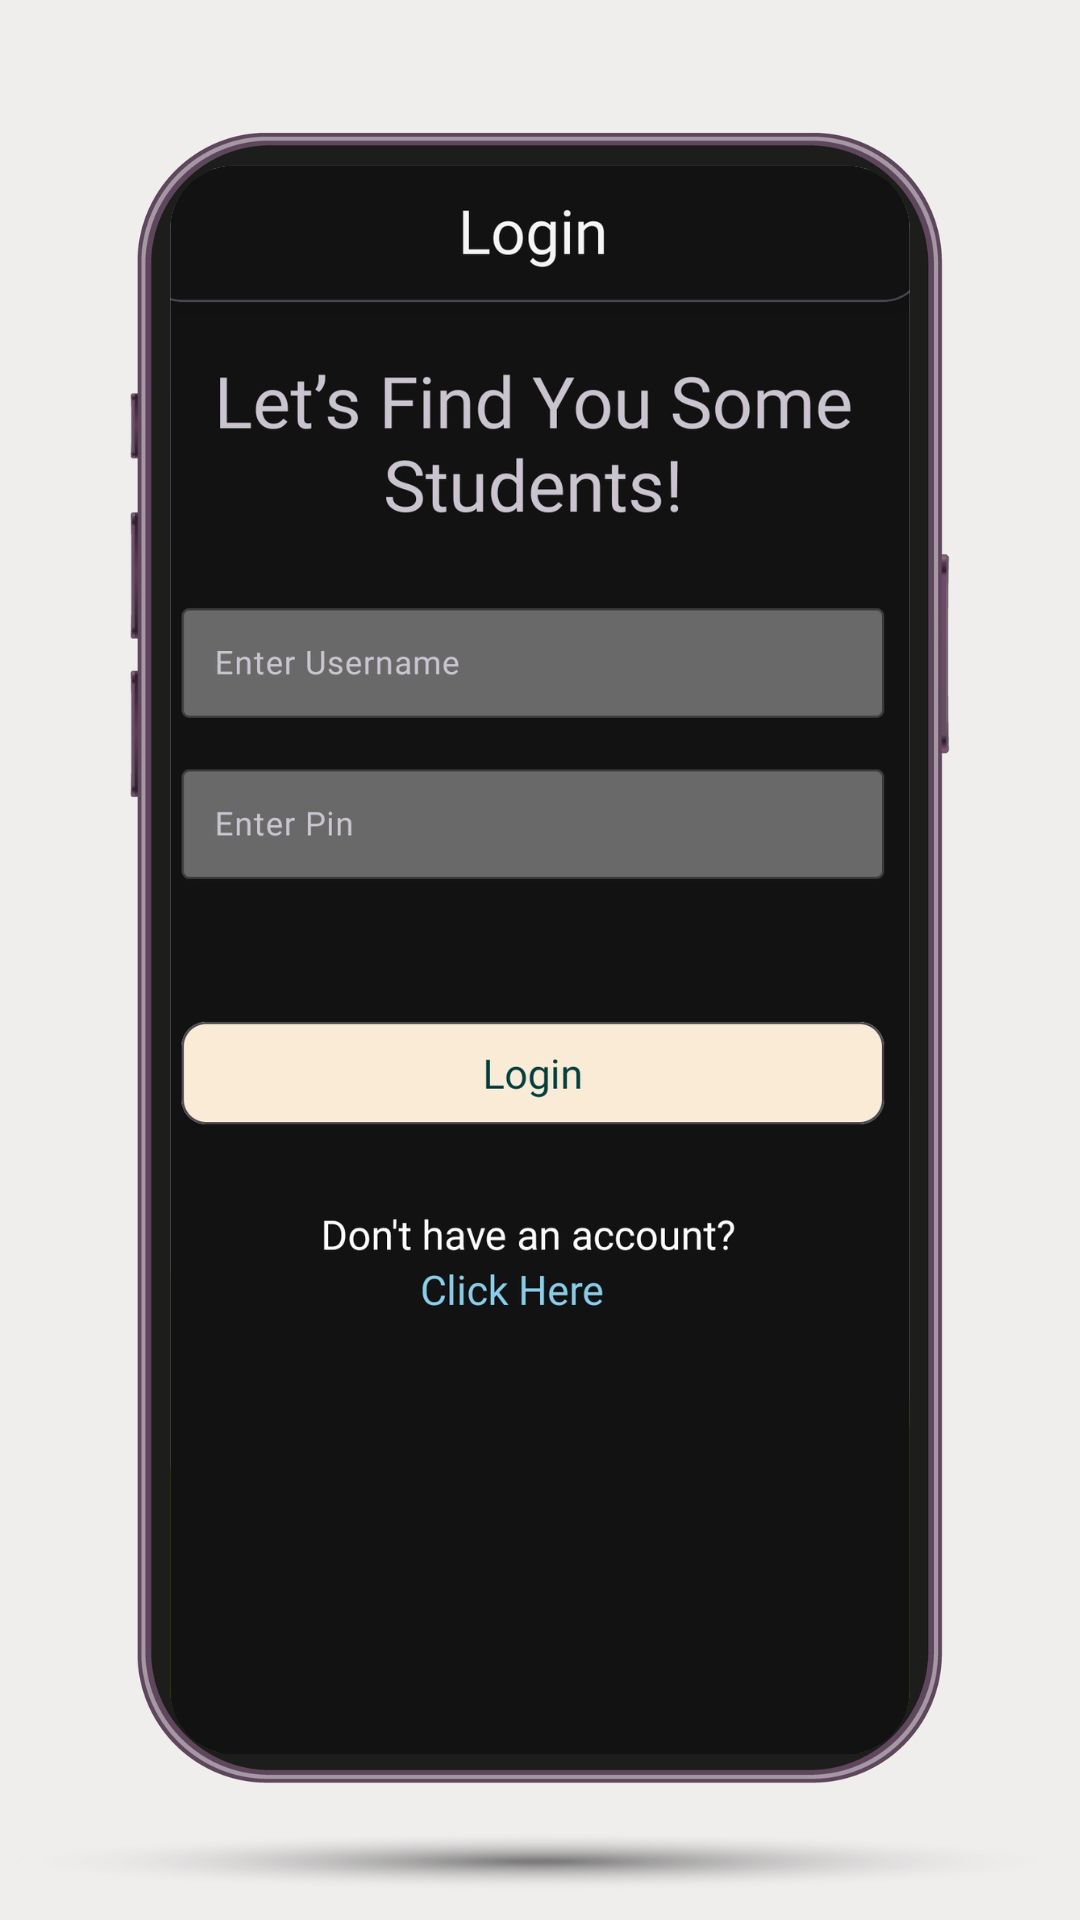 Login
Let’s Find You Some
Students!
Enter Username
Enter Pin
Login
Don't have an account?
Click Here